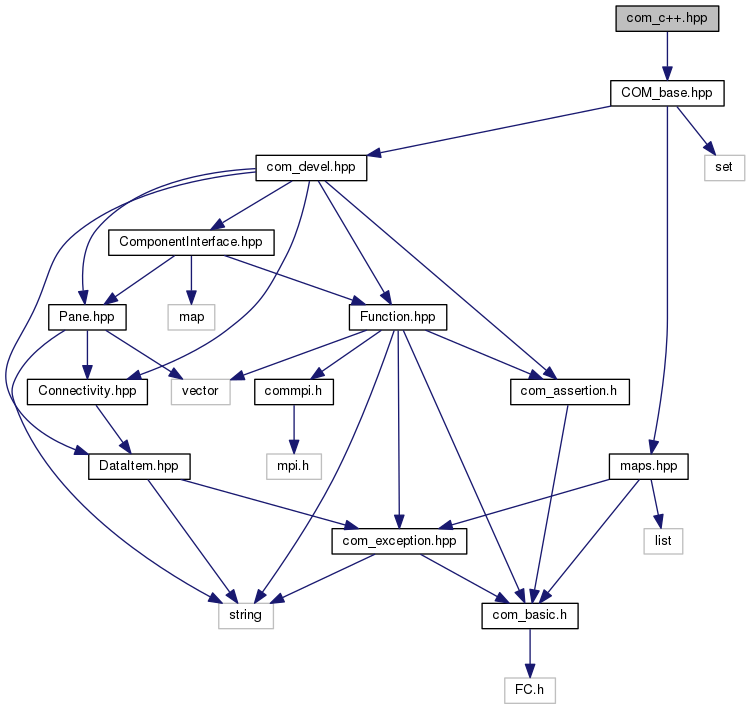 com_c++.hpp
COM_base.hpp
com_devel.hpp
set
ComponentInterface.hpp
Pane.hpp
map
Function.hpp
Connectivity.hpp
vector
commpi.h
com_assertion.h
DataItem.hpp
mpi.h
maps.hpp
com_exception.hpp
list
string
com_basic.h
FC.h